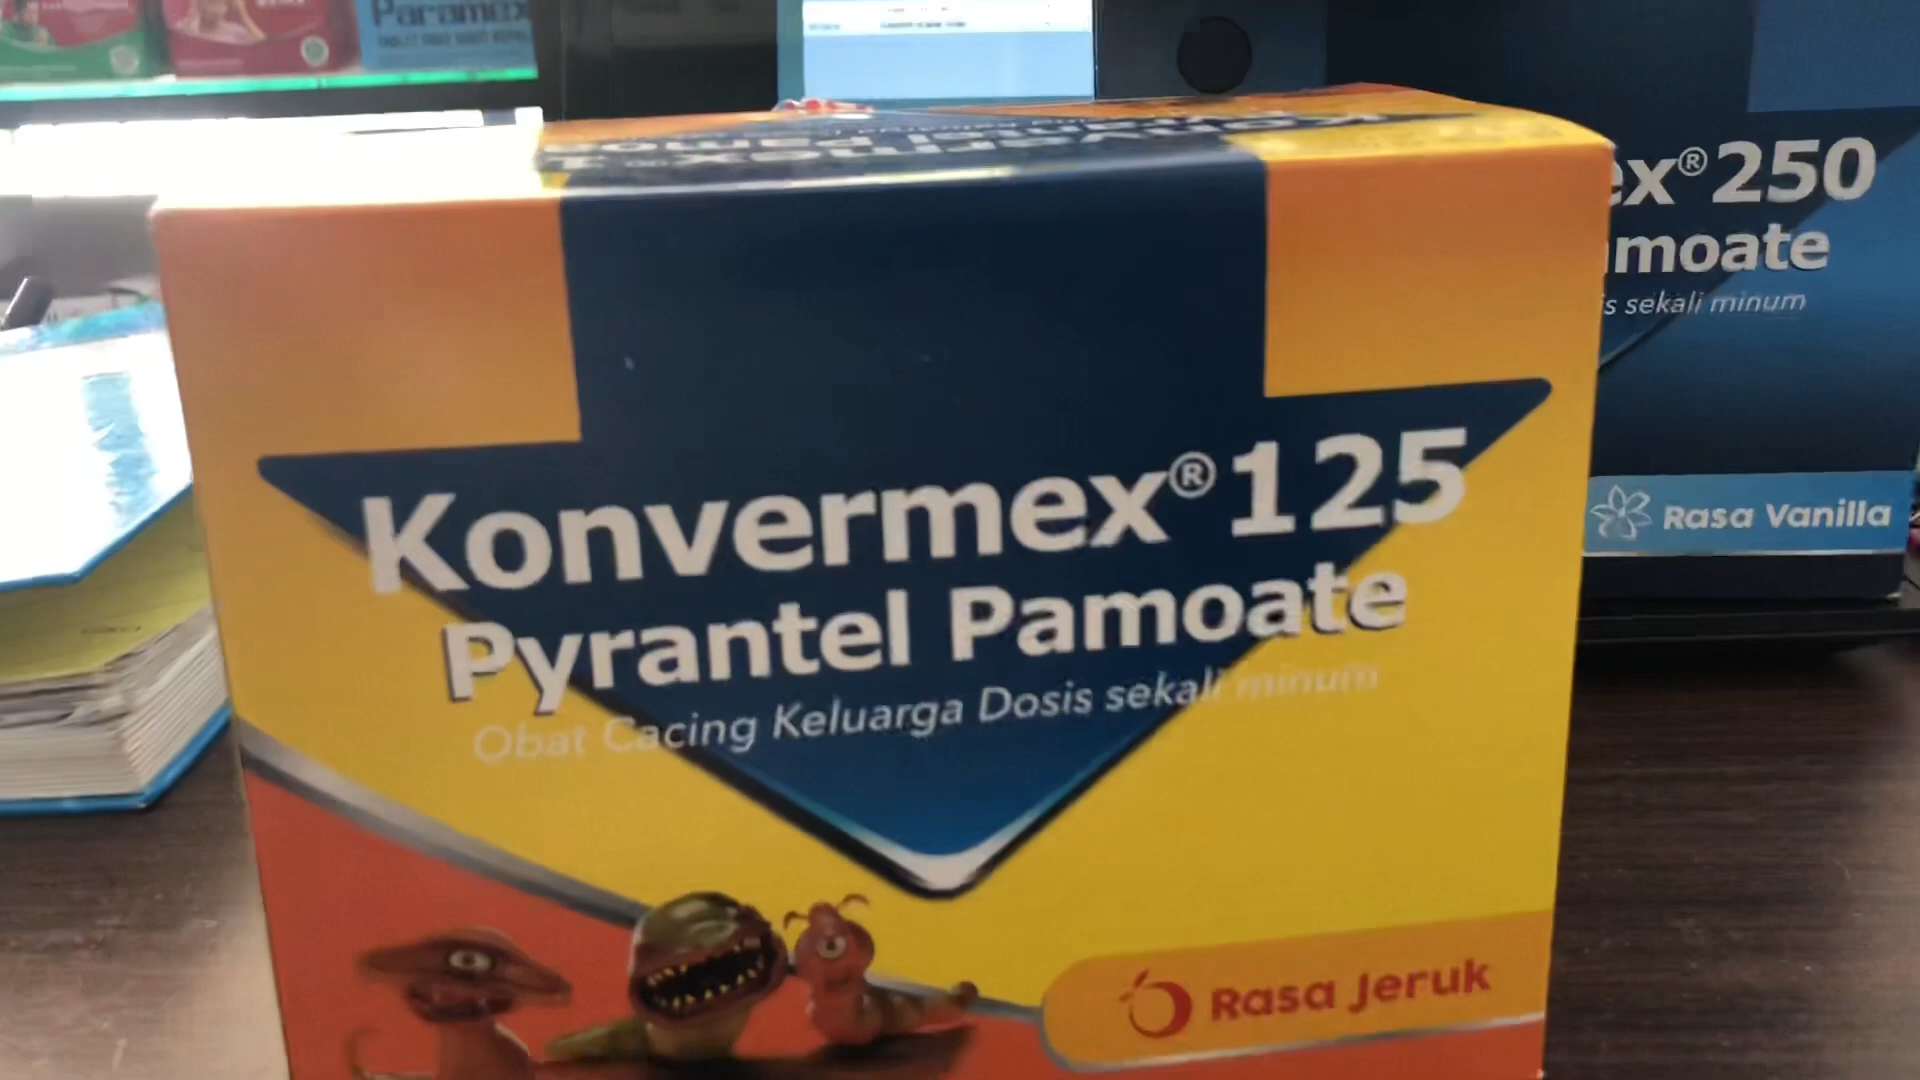 Paramex
Konvermex® 125
Pyrantel Pamoate
Obat Cacing Keluarga Dosis sekali minum
Rasa Jeruk
ex® 250
moate
s sekali minum
Rasa Vanilla